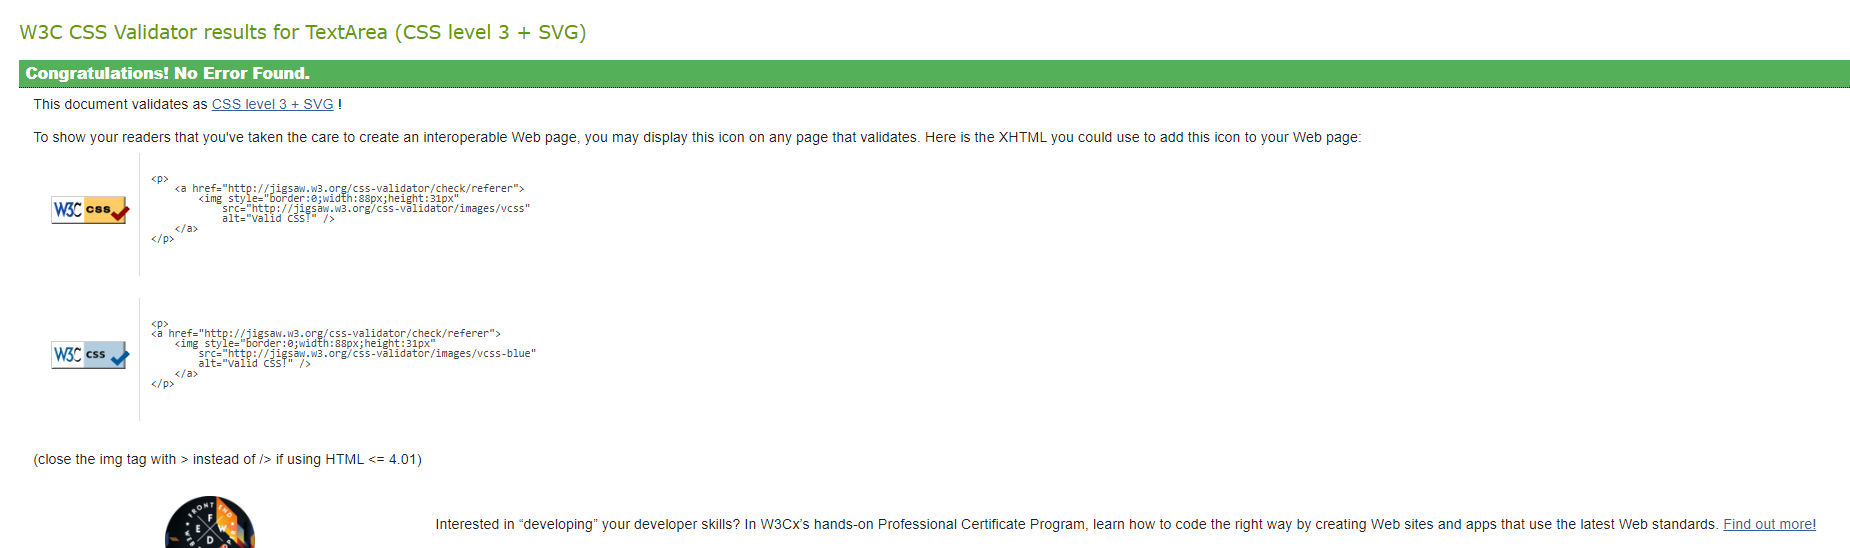 W3C CSS Validator results for TextArea (CSS level 3 + SVG)
Congratulations! No Error Found.
This document validates as CSS level 3 + SVG !
To show your readers that you've taken the care to create an interoperable Web page, you may display this icon on any page that validates. Here is the XHTML you could use to add this icon to your Web page:
W3C css
<p>
<a href="http://jigsaw.w3.org/css-validator/check/referer">
<img style="border:0;width:88px;height:31px"
src="http://jigsaw.w3.org/css-validator/images/vcss"
alt="Valid CSS!" />
</a>
</p>
W3C css
<p>
<a href="http://jigsaw.w3.org/css-validator/check/referer">
<img style="border:0;width:88px;height:31px"
src="http://jigsaw.w3.org/css-validator/images/vcss-blue"
alt="Valid CSS!" />
</a>
</p>
(close the img tag with > instead of /> if using HTML <= 4.01)
FRONT END
F
E W
D
Interested in “developing” your developer skills? In W3Cx’s hands-on Professional Certificate Program, learn how to code the right way by creating Web sites and apps that use the latest Web standards. Find out more!